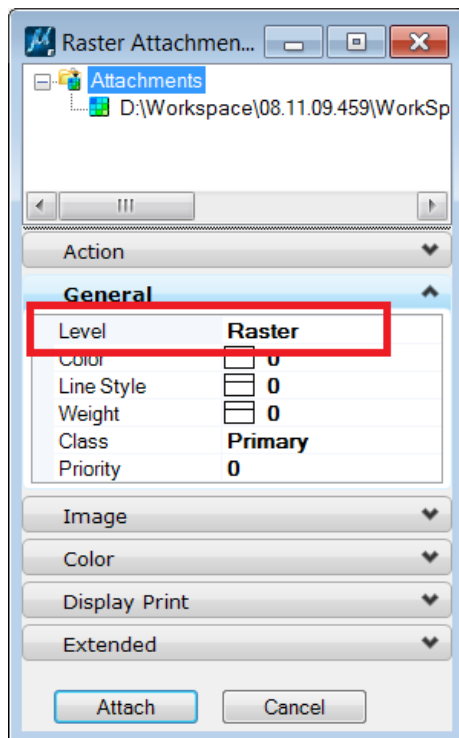 Raster Attachmen...
Attachments
D:\Workspace\08.11.09.459\WorkSp
Action
General
Level Raster
Color 0
Line Style 0
Weight 0
Class Primary
Priority 0
Image
Color
Display Print
Extended
Attach Cancel